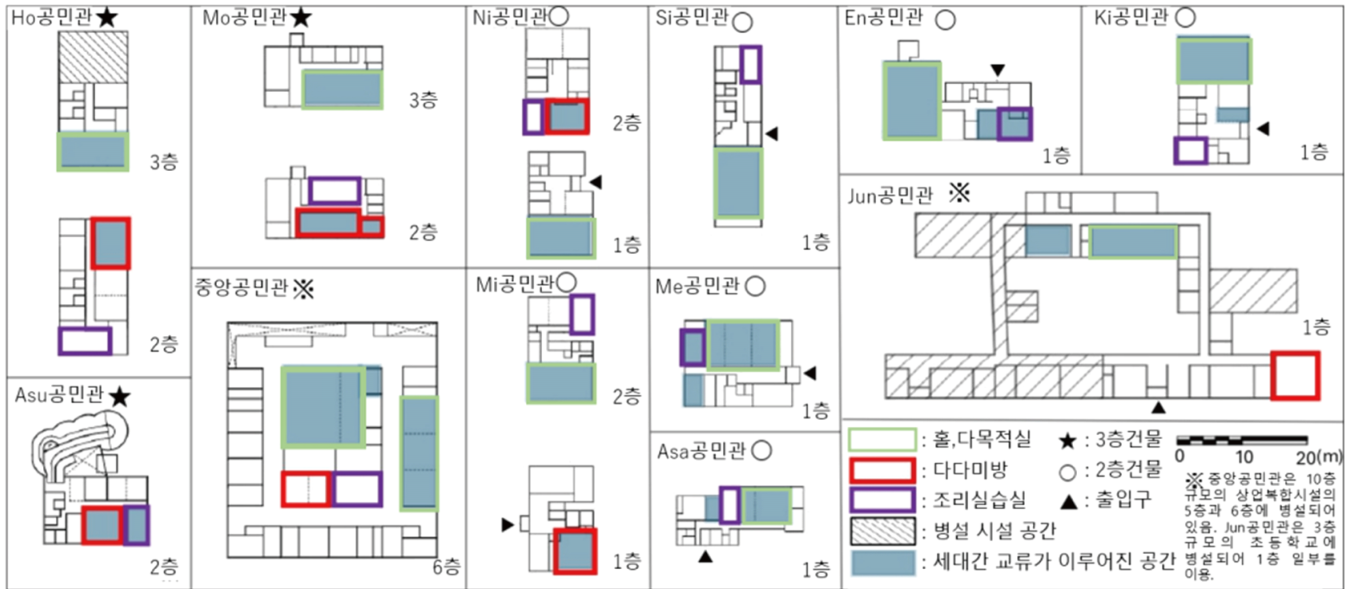 Ho공민관★
3층
2층
Asu공민관★
2층
Mo공민관★
3층
2층
중앙공민관※
6층
Ni공민관○
2층
1층
Mi공민관○
2층
1층
Si공민관○
1층
Me공민관○
1층
Asa공민관○
1층
En공민관 ○
1층
Ki공민관○
1층
Jun공민관 ※
1층
: 홀,다목적실
: 다다미방
: 조리실습실
: 병설 시설 공간
: 세대간 교류가 이루어진 공간
★ : 3층건물
○ : 2층건물
▲ : 출입구
0 10 20(m)
※ 중앙공민관은 10층
규모의 상업복합시설의
5층과 6층에 병설되어
있음. Jun공민관은 3층
규모의 초등학교에
병설되어 1층 일부를
이용.